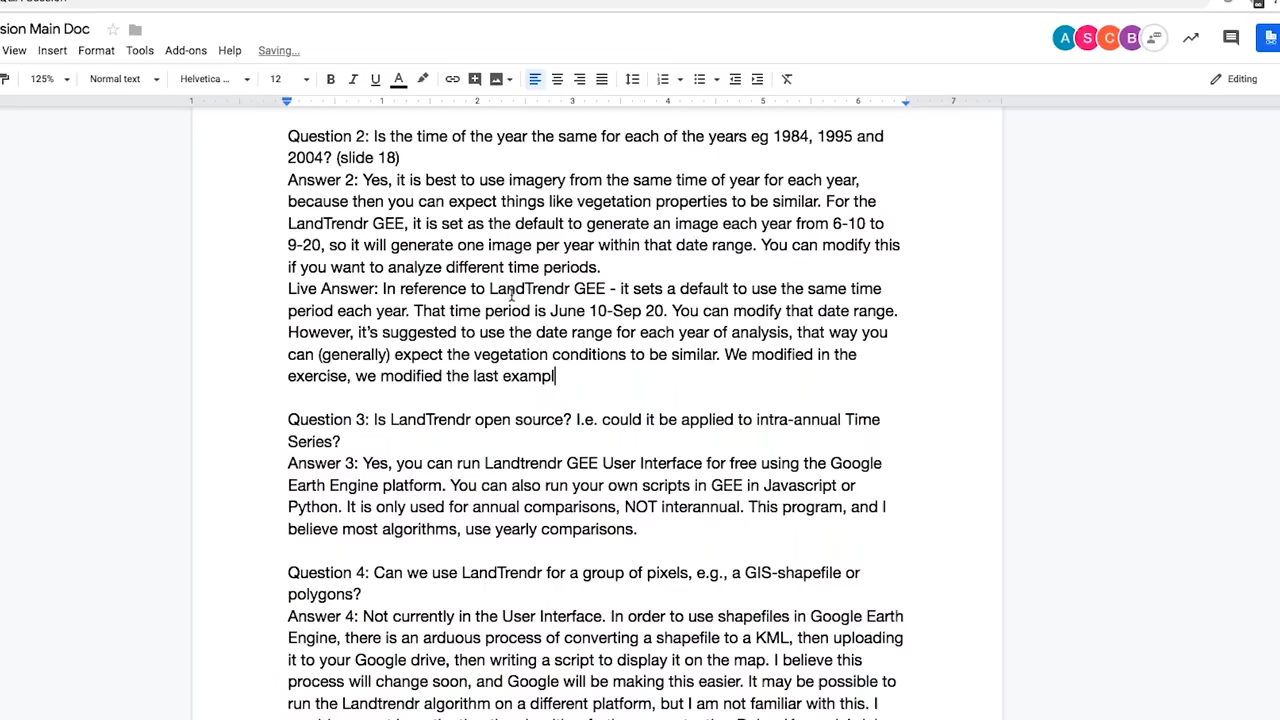 sion Main Doc
A S C B
View Insert Format Tools Add-ons Help Saving...
125% Normal text Helvetica ... 12 B I U A Editing
1 1 2 3 4 5 6 7
Question 2: Is the time of the year the same for each of the years eg 1984, 1995 and
2004? (slide 18)
Answer 2: Yes, it is best to use imagery from the same time of year for each year,
because then you can expect things like vegetation properties to be similar. For the
LandTrendr GEE, it is set as the default to generate an image each year from 6-10 to
9-20, so it will generate one image per year within that date range. You can modify this
if you want to analyze different time periods.
Live Answer: In reference to LandTrendr GEE - it sets a default to use the same time
period each year. That time period is June 10-Sep 20. You can modify that date range.
However, it's suggested to use the date range for each year of analysis, that way you
can (generally) expect the vegetation conditions to be similar. We modified in the
exercise, we modified the last exampl
Question 3: Is LandTrendr open source? I.e. could it be applied to intra-annual Time
Series?
Answer 3: Yes, you can run Landtrendr GEE User Interface for free using the Google
Earth Engine platform. You can also run your own scripts in GEE in Javascript or
Python. It is only used for annual comparisons, NOT interannual. This program, and I
believe most algorithms, use yearly comparisons.
Question 4: Can we use LandTrendr for a group of pixels, e.g., a GIS-shapefile or
polygons?
Answer 4: Not currently in the User Interface. In order to use shapefiles in Google Earth
Engine, there is an arduous process of converting a shapefile to a KML, then uploading
it to your Google drive, then writing a script to display it on the map. I believe this
process will change soon, and Google will be making this easier. It may be possible to
run the Landtrendr algorithm on a different platform, but I am not familiar with this. I